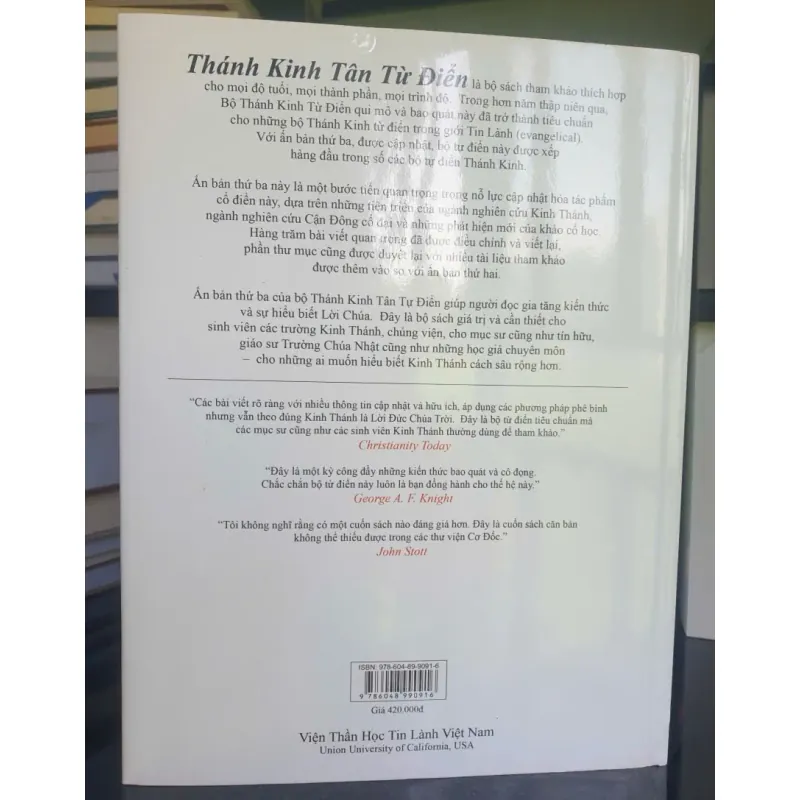 Thánh Kinh Tân Từ Điển là bộ sách tham khảo thích hợp
cho mọi độ tuổi, mọi thành phần, mọi trình độ. Trong hơn năm thập niên qua,
Bộ Thánh Kinh Từ Điển qui mô và bao quát này đã trở thành tiêu chuẩn
cho những bộ Thánh Kinh từ điển trong giới Tin Lành (evangelical).
Với ấn bản thứ ba, được cập nhật, bộ tự điển này được xếp
hàng đầu trong số các bộ tự điển Thánh Kinh.
Ấn bản thứ ba này là một bước tiến quan trọng trong nỗ lực cập nhật hóa tác phẩm
cổ điển này, dựa trên những tiến triển của ngành nghiên cứu Kinh Thánh,
ngành nghiên cứu Cận Đông cổ đại và những phát hiện mới của khảo cổ học.
Hàng trăm bài viết quan trọng đã được điều chỉnh và viết lại,
phần thư mục cũng được duyệt lại với nhiều tài liệu tham khảo
được thêm vào so với ấn bản thứ hai.
Ấn bản thứ ba của bộ Thánh Kinh Tân Tự Điển giúp người đọc gia tăng kiến thức
và sự hiểu biết Lời Chúa. Đây là bộ sách giá trị và cần thiết cho
sinh viên các trường Kinh Thánh, chủng viện, cho mục sư cũng như tín hữu,
giáo sư Trường Chúa Nhật cũng như những học giả chuyên môn
– cho những ai muốn hiểu biết Kinh Thánh cách sâu rộng hơn.
“Các bài viết rõ ràng với nhiều thông tin cập nhật và hữu ích, áp dụng các phương pháp phê bình
nhưng vẫn theo đúng Kinh Thánh là Lời Đức Chúa Trời. Đây là bộ từ điển tiêu chuẩn mà
các mục sư cũng như các sinh viên Kinh Thánh thường dùng để tham khảo.”
Christianity Today
“Đây là một kỳ công đầy những kiến thức bao quát và cô đọng.
Chắc chắn bộ từ điển này luôn là bạn đồng hành cho thế hệ này.”
George A. F. Knight
“Tôi không nghĩ rằng có một cuốn sách nào đáng giá hơn. Đây là cuốn sách căn bản
không thể thiếu được trong các thư viện Cơ Đốc.”
John Stott
ISBN: 978-604-89-9091-6
9 786048 990916
Giá 420.000đ
Viện Thần Học Tin Lành Việt Nam
Union University of California, USA